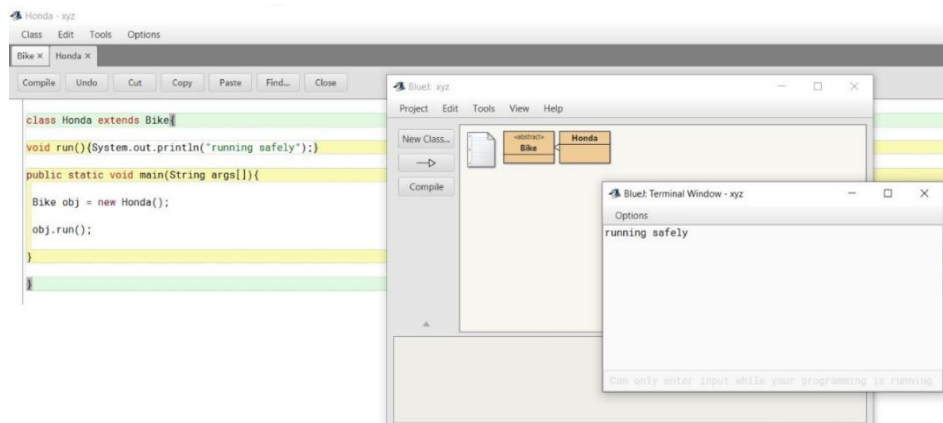 Honda - xyz
Class Edit Tools Options
Bike × Honda ×
Compile Undo Cut Copy Paste Find... Close
class Honda extends Bike{
void run(){System.out.println("running safely");}
public static void main(String args[]){
Bike obj = new Honda();
obj.run();
}
}
BlueJ: xyz
Project Edit Tools View Help
New Class...
Compile
<abstract>
Bike
Honda
BlueJ: Terminal Window - xyz
Options
running safely
Can only enter input while your programming is running